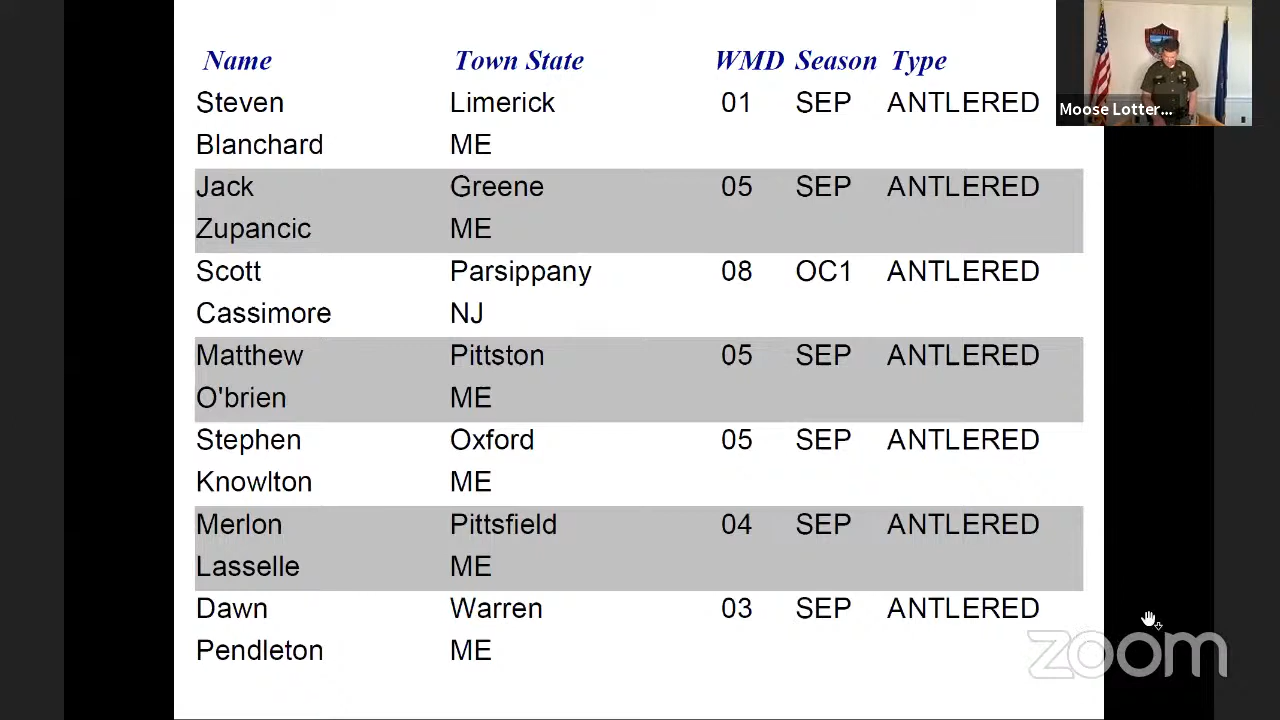 Name Town State WMD Season Type
Steven Limerick 01 SEP ANTLERED
Blanchard ME
Jack Greene 05 SEP ANTLERED
Zupancic ME
Scott Parsippany 08 OC1 ANTLERED
Cassimore NJ
Matthew Pittston 05 SEP ANTLERED
O'brien ME
Stephen Oxford 05 SEP ANTLERED
Knowlton ME
Merlon Pittsfield 04 SEP ANTLERED
Lasselle ME
Dawn Warren 03 SEP ANTLERED
Pendleton ME
Moose Lotter...
zoom